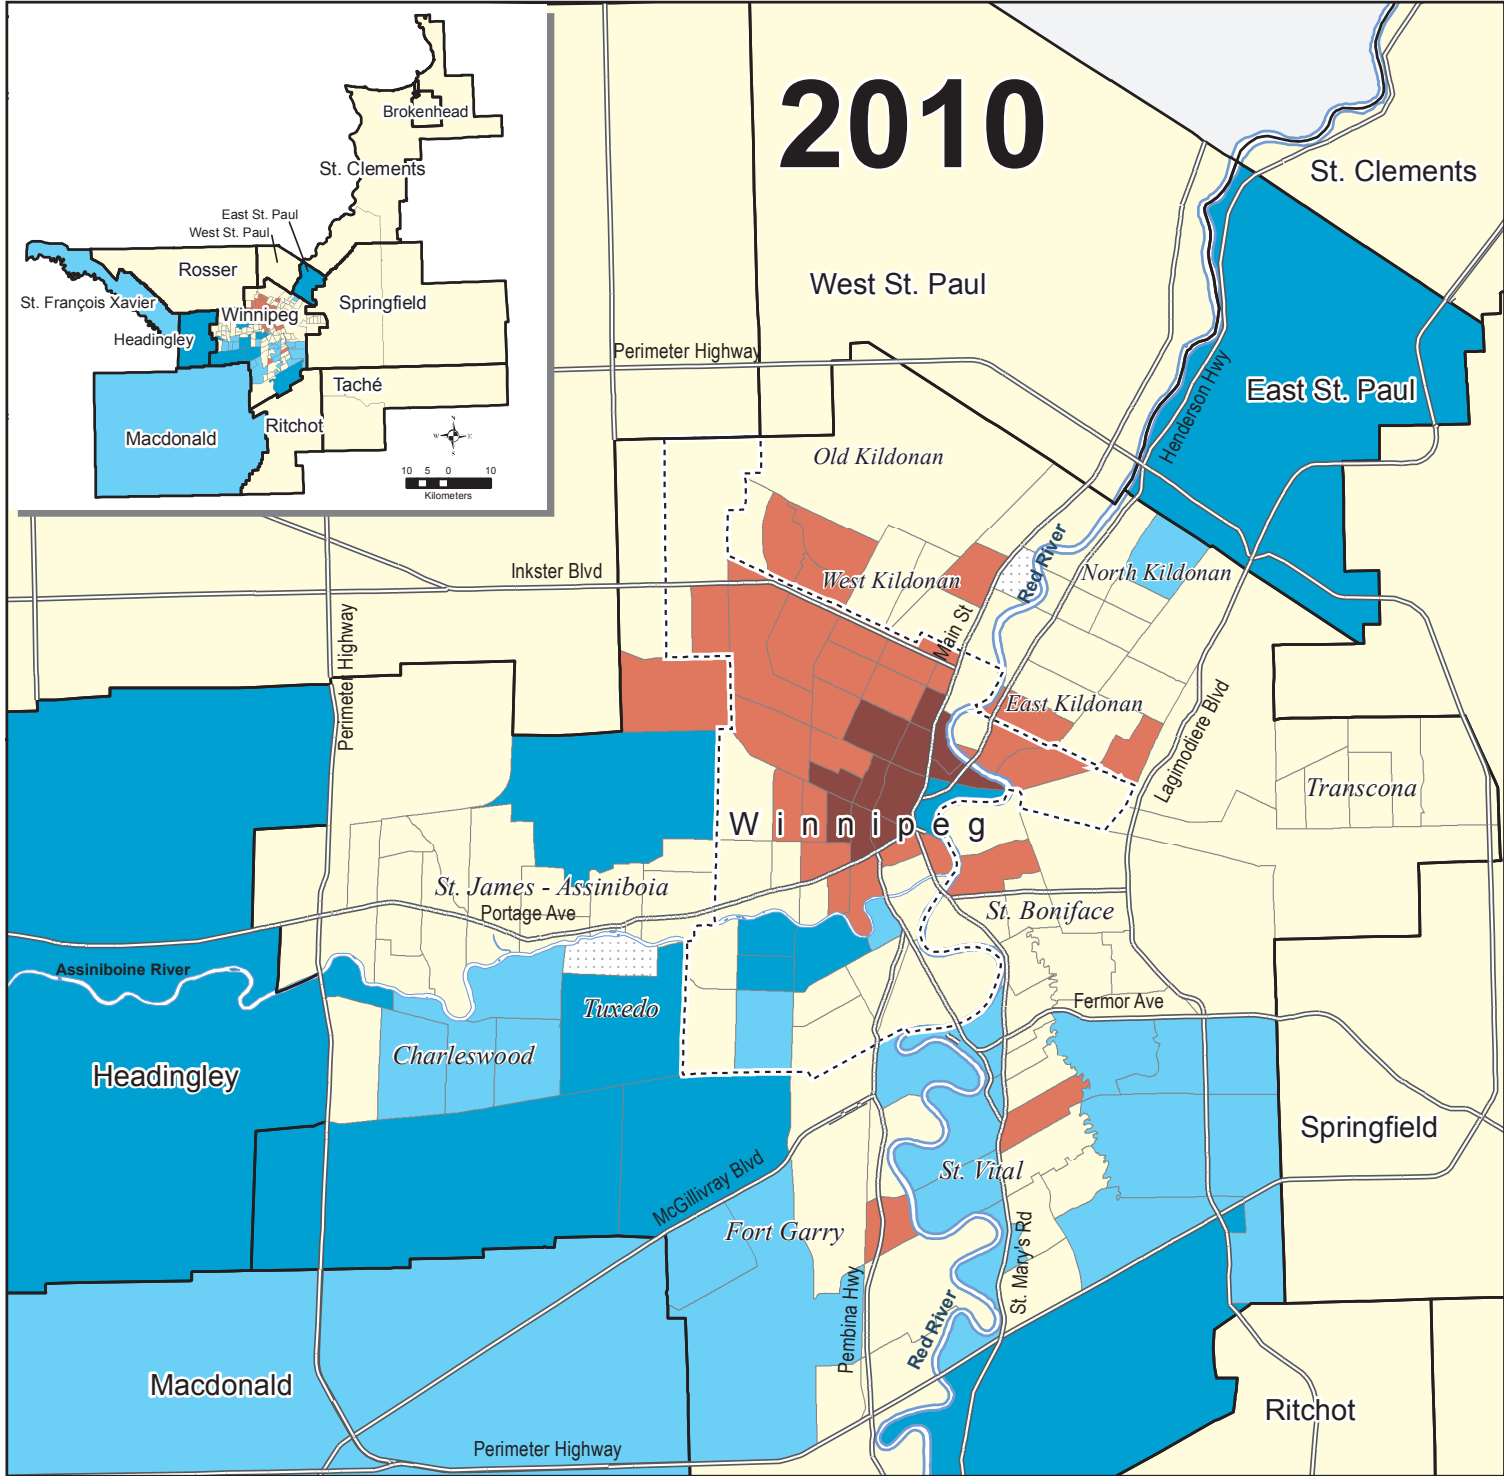 2010
Brokenhead
St. Clements
East St. Paul
West St. Paul
Rosser
St. François Xavier
Springfield
Winnipeg
Headingley
Taché
Macdonald
Ritchot
N
W
E
S
10 5 0 10
Kilometers
St. Clements
West St. Paul
Perimeter Highway
East St. Paul
Henderson Hwy
Old Kildonan
Red River
Inkster Blvd
West Kildonan
North Kildonan
Main St
Perimeter Highway
East Kildonan
Lagimodiere Blvd
Transcona
Winnipeg
St. James - Assiniboia
Portage Ave
St. Boniface
Assiniboine River
Fermor Ave
Tuxedo
Charleswood
Headingley
Springfield
St. Vital
McGillivray Blvd
Fort Garry
St. Mary's Rd
Pembina Hwy
Red River
Macdonald
Ritchot
Perimeter Highway